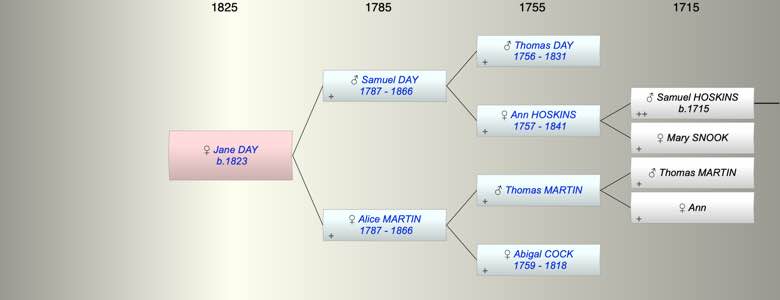 1825 1785 1755 1715
♂ Thomas DAY
1756 - 1831
♂ Samuel DAY
1787 - 1866
+
+
♂ Samuel HOSKINS
b.1715
++
♀ Ann HOSKINS
1757 - 1841
+
♀ Mary SNOOK
+
♀ Jane DAY
b.1823
♂ Thomas MARTIN
+
♂ Thomas MARTIN
+
♀ Ann
+
♀ Alice MARTIN
1787 - 1866
+
♀ Abigal COCK
1759 - 1818
+